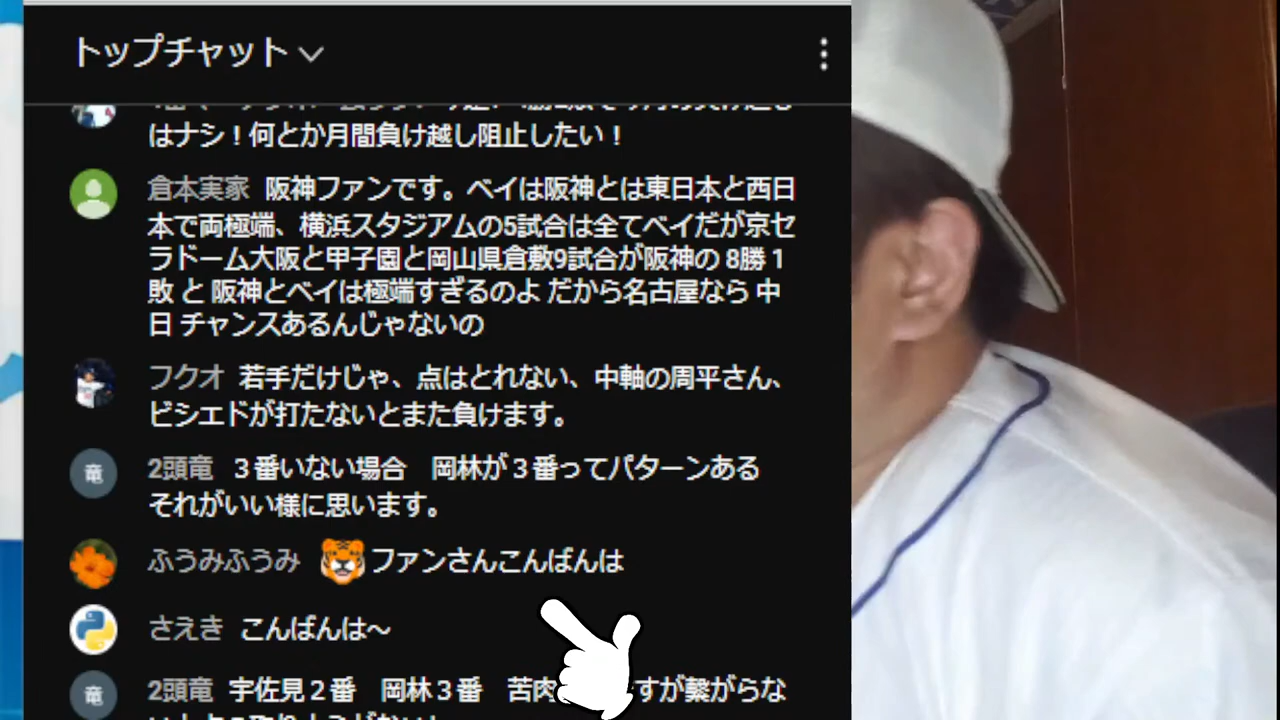 トップチャット
はナシ！何とか月間負け越し阻止したい！
倉本実家 阪神ファンです。ベイは阪神とは東日本と西日
本で両極端、横浜スタジアムの5試合は全てベイだが京セ
ラドーム大阪と甲子園と岡山県倉敷9試合が阪神の 8勝 1
敗 と 阪神とベイは極端すぎるのよ だから名古屋なら 中
日 チャンスあるんじゃないの
フクオ 若手だけじゃ、点はとれない、中軸の周平さん、
ビシエドが打たないとまた負けます。
竜 2頭竜 ３番いない場合　岡林が３番ってパターンある
それがいい様に思います。
ふうみふうみ 🐯ファンさんこんばんは
さえき こんばんは〜
竜 2頭竜 宇佐見２番　岡林３番　苦肉 すが繋がらな